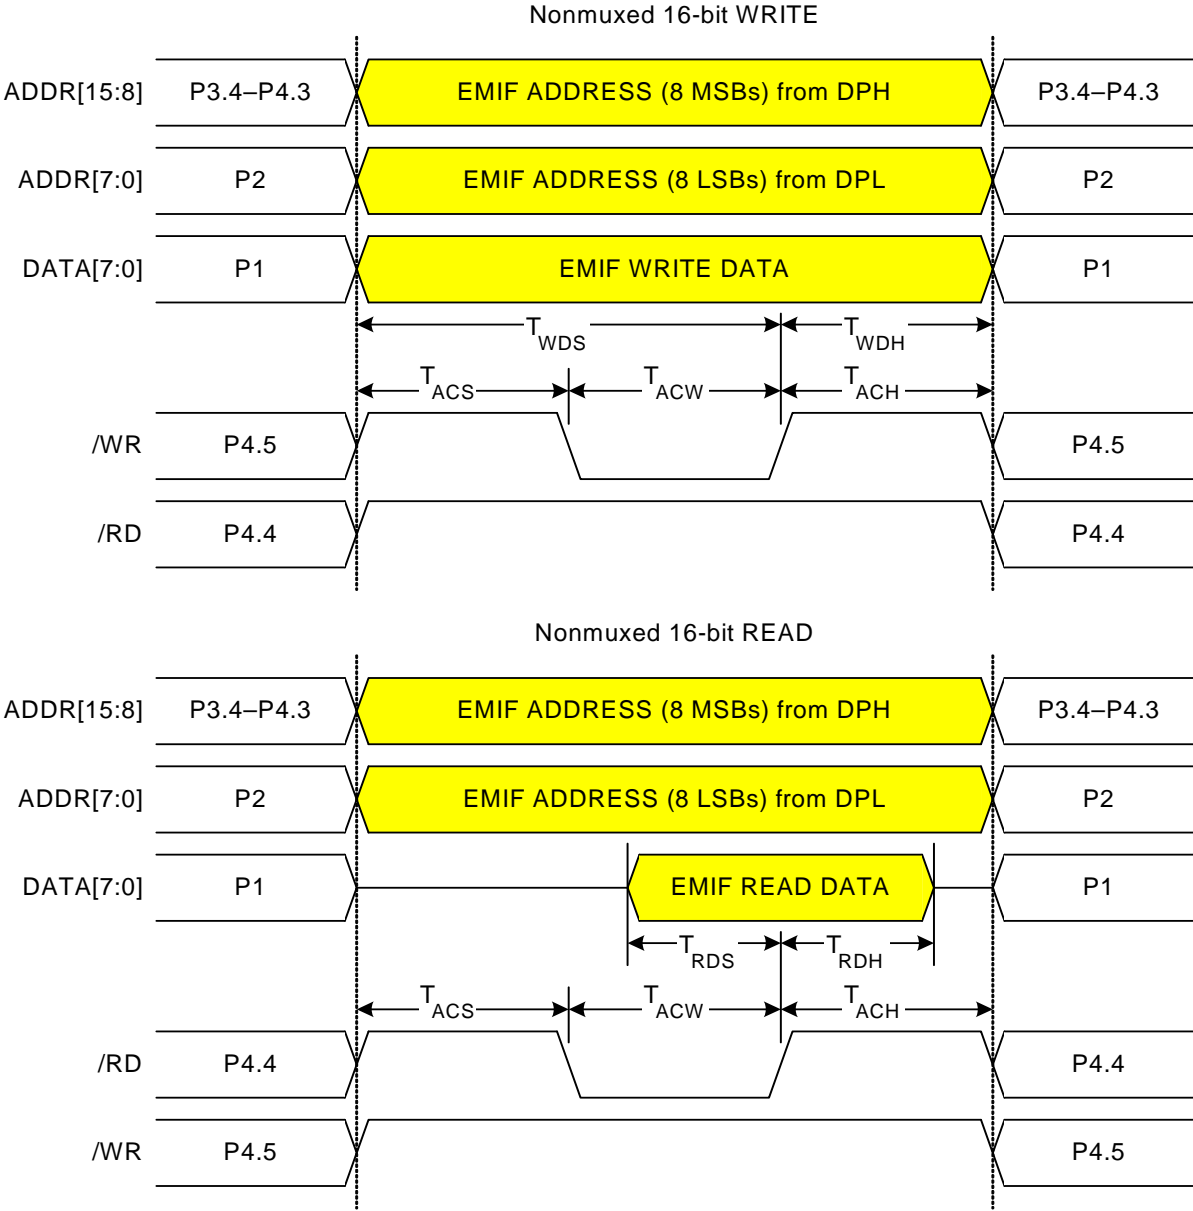 Nonmuxed 16-bit WRITE
ADDR[15:8] P3.4–P4.3 EMIF ADDRESS (8 MSBs) from DPH P3.4–P4.3
ADDR[7:0] P2 EMIF ADDRESS (8 LSBs) from DPL P2
DATA[7:0] P1 EMIF WRITE DATA P1
TWDS TWDH
TACS TACW TACH
/WR P4.5 P4.5
/RD P4.4 P4.4
Nonmuxed 16-bit READ
ADDR[15:8] P3.4–P4.3 EMIF ADDRESS (8 MSBs) from DPH P3.4–P4.3
ADDR[7:0] P2 EMIF ADDRESS (8 LSBs) from DPL P2
DATA[7:0] P1 EMIF READ DATA P1
TRDS TRDH
TACS TACW TACH
/RD P4.4 P4.4
/WR P4.5 P4.5